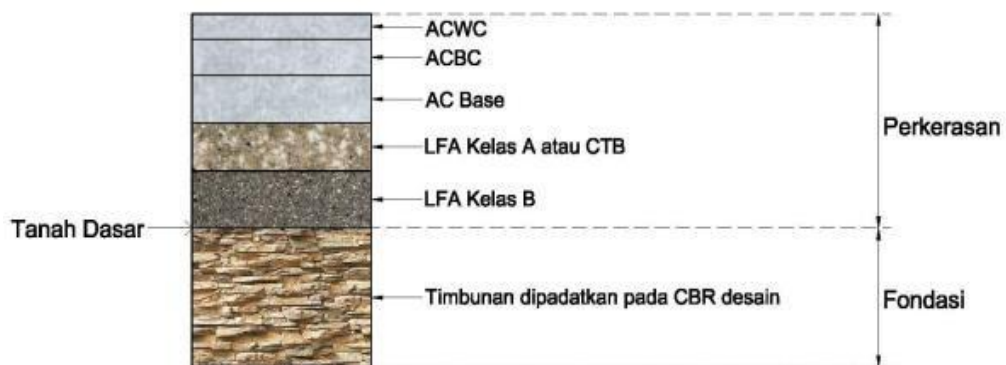 ACWC
ACBC
AC Base
Perkerasan
LFA Kelas A atau CTB
LFA Kelas B
Tanah Dasar
Timbunan dipadatkan pada CBR desain
Fondasi